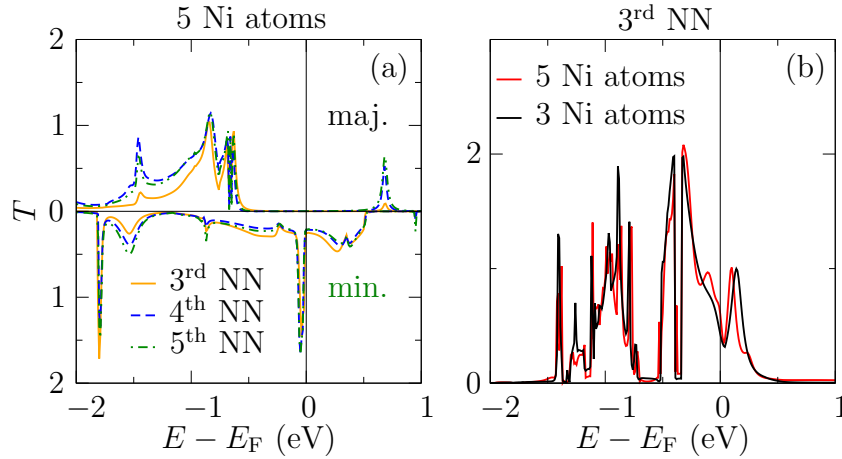 5 Ni atoms
(a)
maj.
min.
3rd NN
4th NN
5th NN
T
2
1
0
1
2
−2
−1
0
1
E − EF (eV)
3rd NN
(b)
5 Ni atoms
3 Ni atoms
2
0
−2
−1
0
1
E − EF (eV)